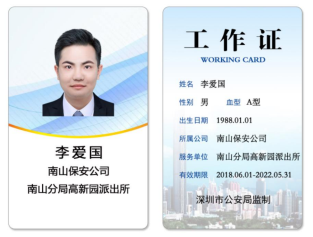 李爱国
南山保安公司
南山分局高新园派出所
工作证
WORKING CARD
姓名 李爱国
性别 男 血型 A型
出生日期 1988.01.01
所属公司 南山保安公司
服务单位 南山分局高新园派出所
有效期限 2018.06.01-2022.05.31
深圳市公安局监制